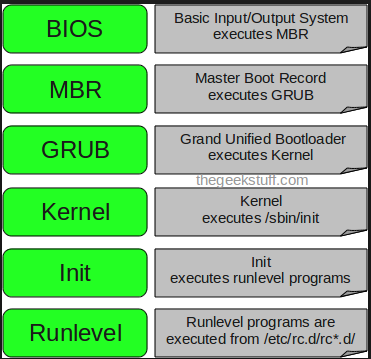 BIOS
Basic Input/Output System
executes MBR
MBR
Master Boot Record
executes GRUB
GRUB
Grand Unified Bootloader
executes Kernel
thegeekstuff.com
Kernel
Kernel
executes /sbin/init
Init
Init
executes runlevel programs
Runlevel
Runlevel programs are
executed from /etc/rc.d/rc*.d/